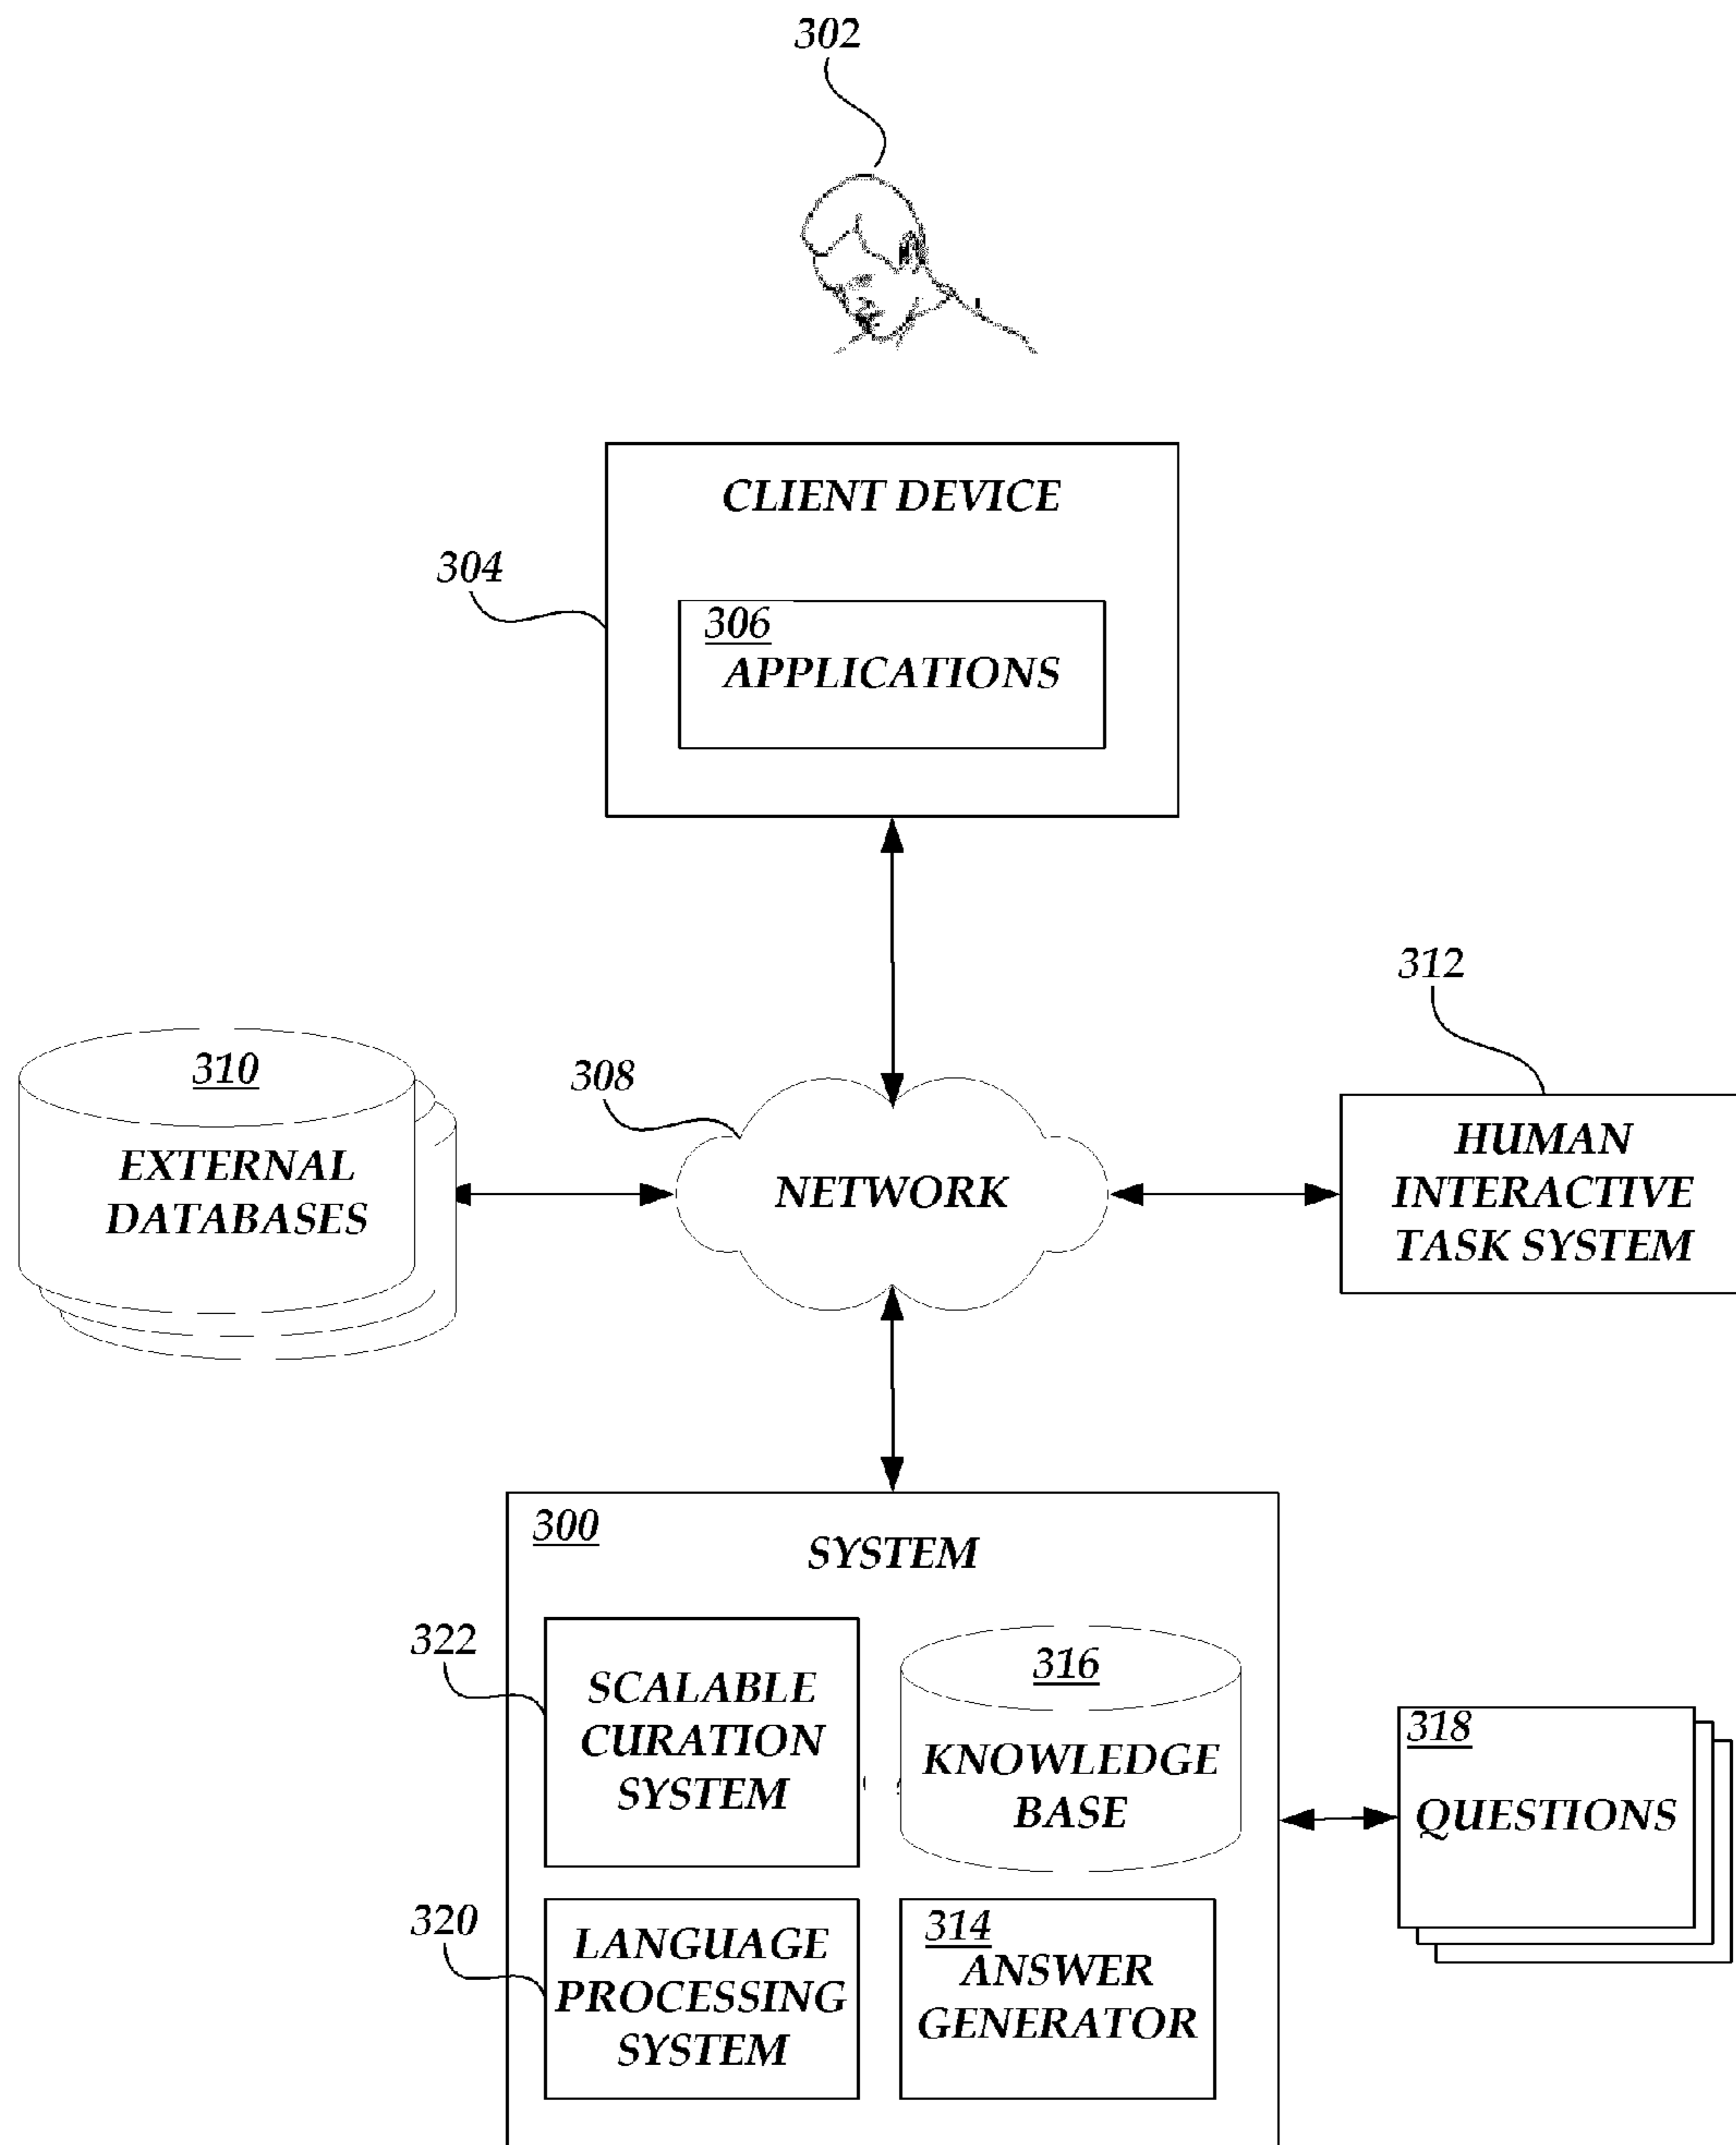 302
CLIENT DEVICE
304
306
APPLICATIONS
312
310
EXTERNAL
DATABASES
308
NETWORK
HUMAN
INTERACTIVE
TASK SYSTEM
300
SYSTEM
322
SCALABLE
CURATION
SYSTEM
316
KNOWLEDGE
BASE
318
QUESTIONS
320
LANGUAGE
PROCESSING
SYSTEM
314
ANSWER
GENERATOR